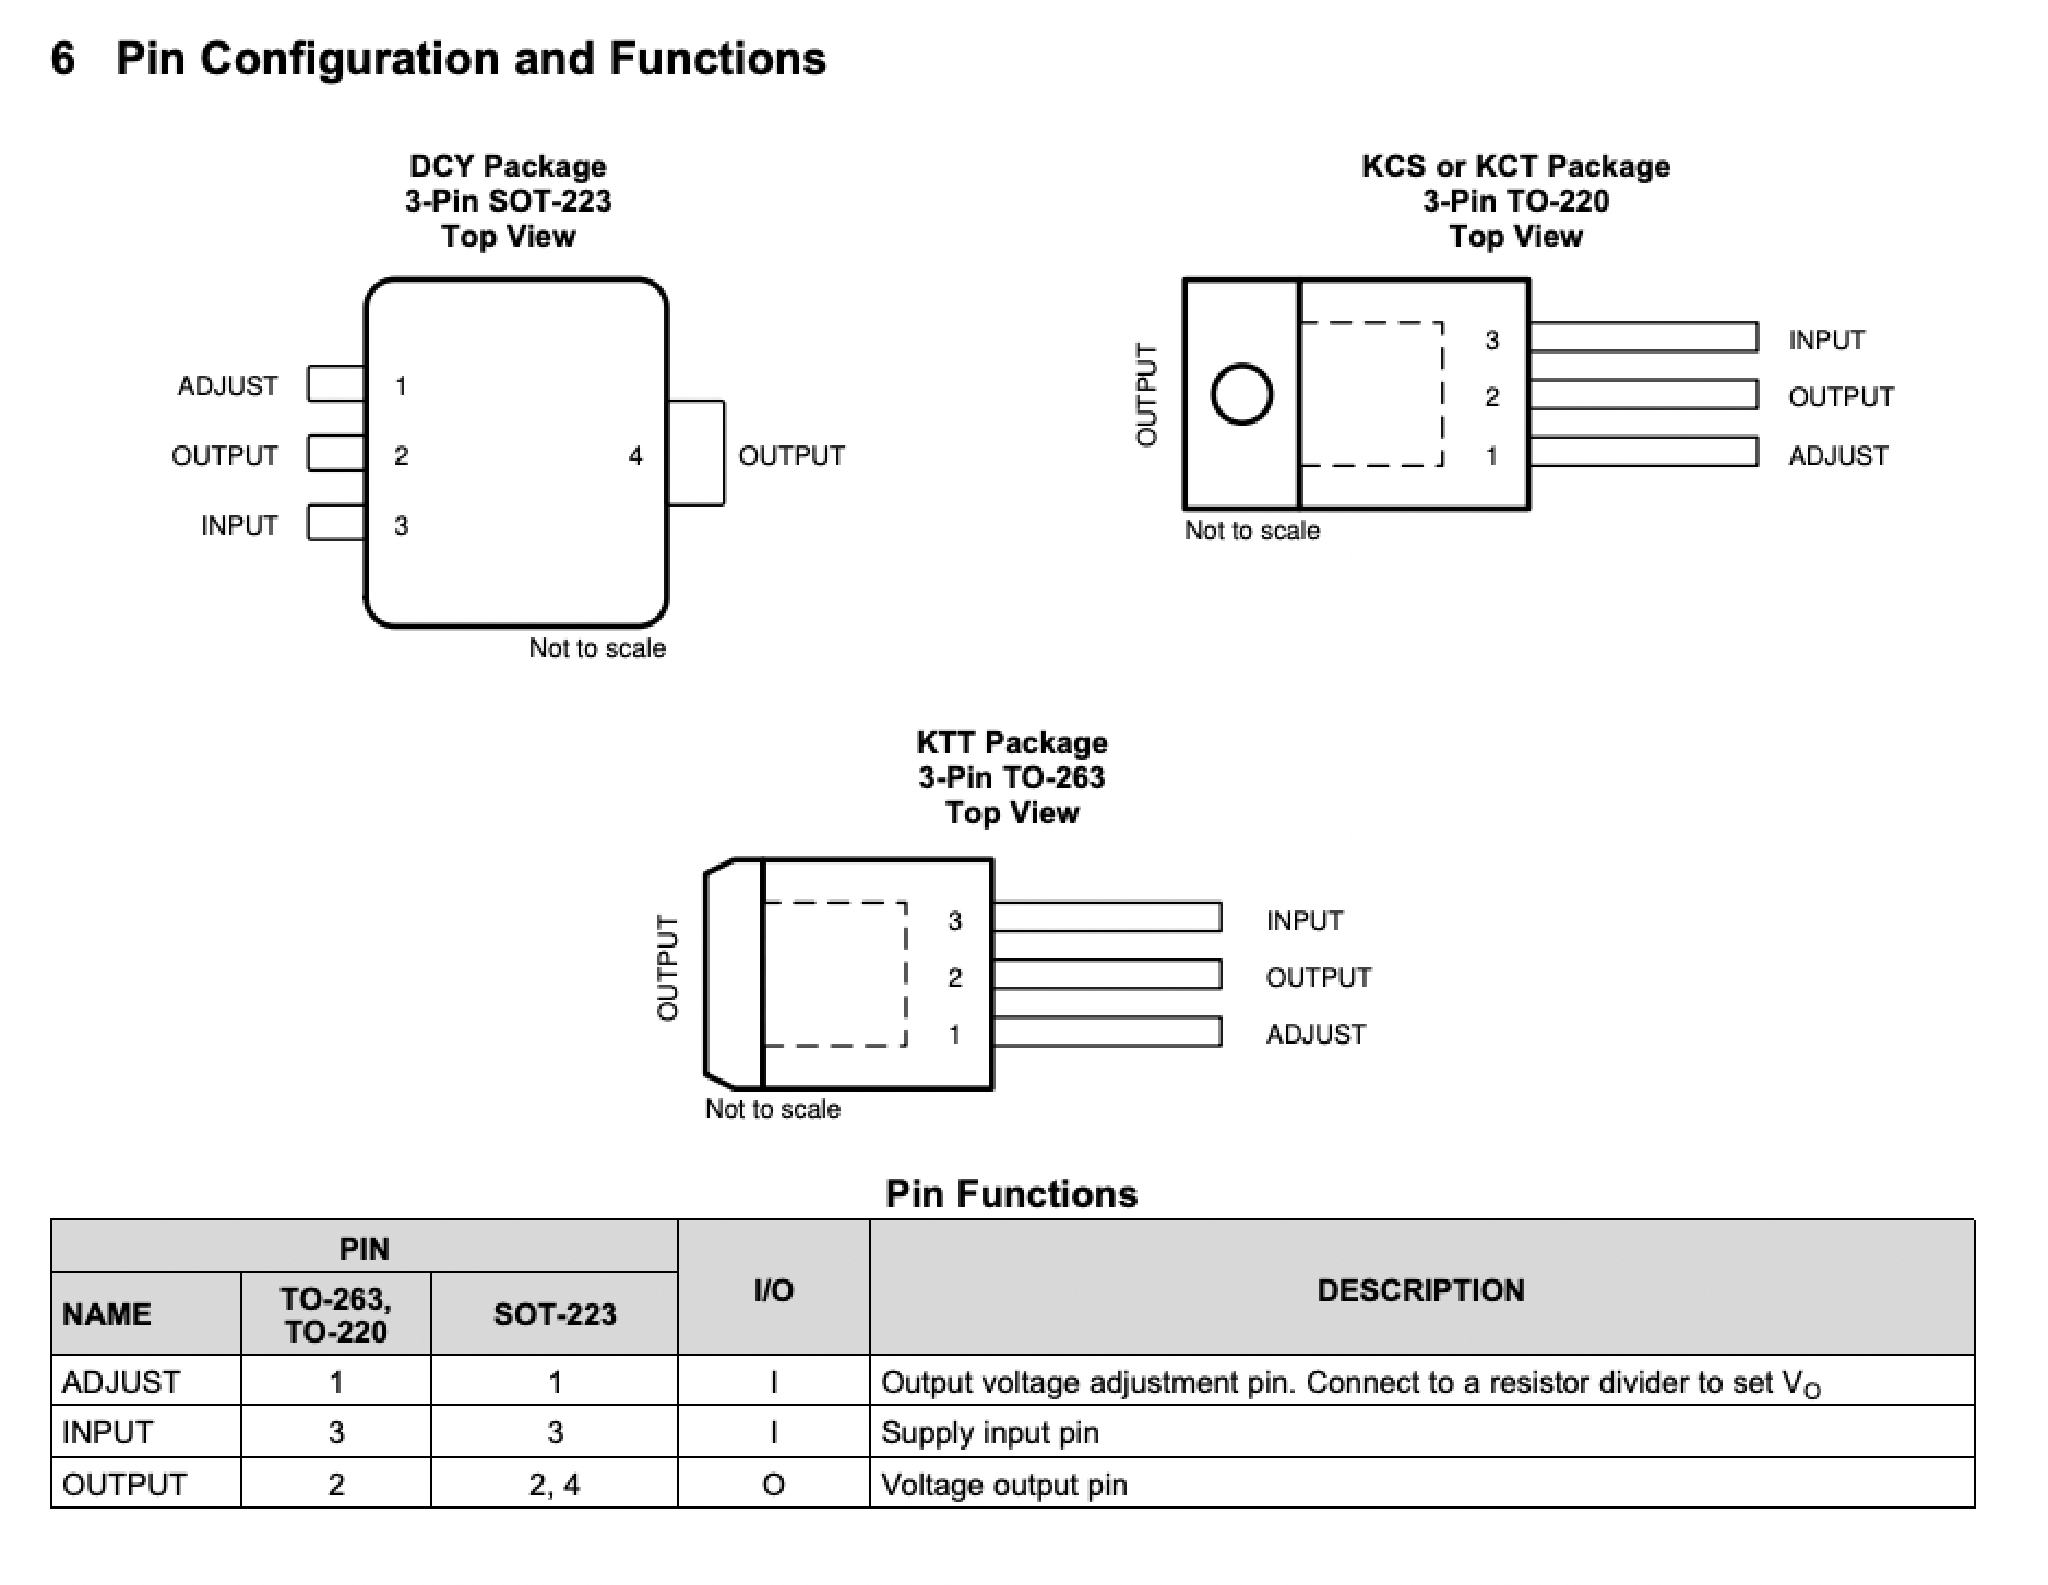 6 Pin Configuration and Functions
DCY Package
3-Pin SOT-223
Top View
ADJUST 1
OUTPUT 2 4 OUTPUT
INPUT 3
Not to scale
KCS or KCT Package
3-Pin TO-220
Top View
OUTPUT
3 INPUT
2 OUTPUT
1 ADJUST
Not to scale
KTT Package
3-Pin TO-263
Top View
OUTPUT
3 INPUT
2 OUTPUT
1 ADJUST
Not to scale
Pin Functions
PIN I/O DESCRIPTION
NAME TO-263, TO-220 SOT-223
ADJUST 1 1 I Output voltage adjustment pin. Connect to a resistor divider to set VO
INPUT 3 3 I Supply input pin
OUTPUT 2 2, 4 O Voltage output pin